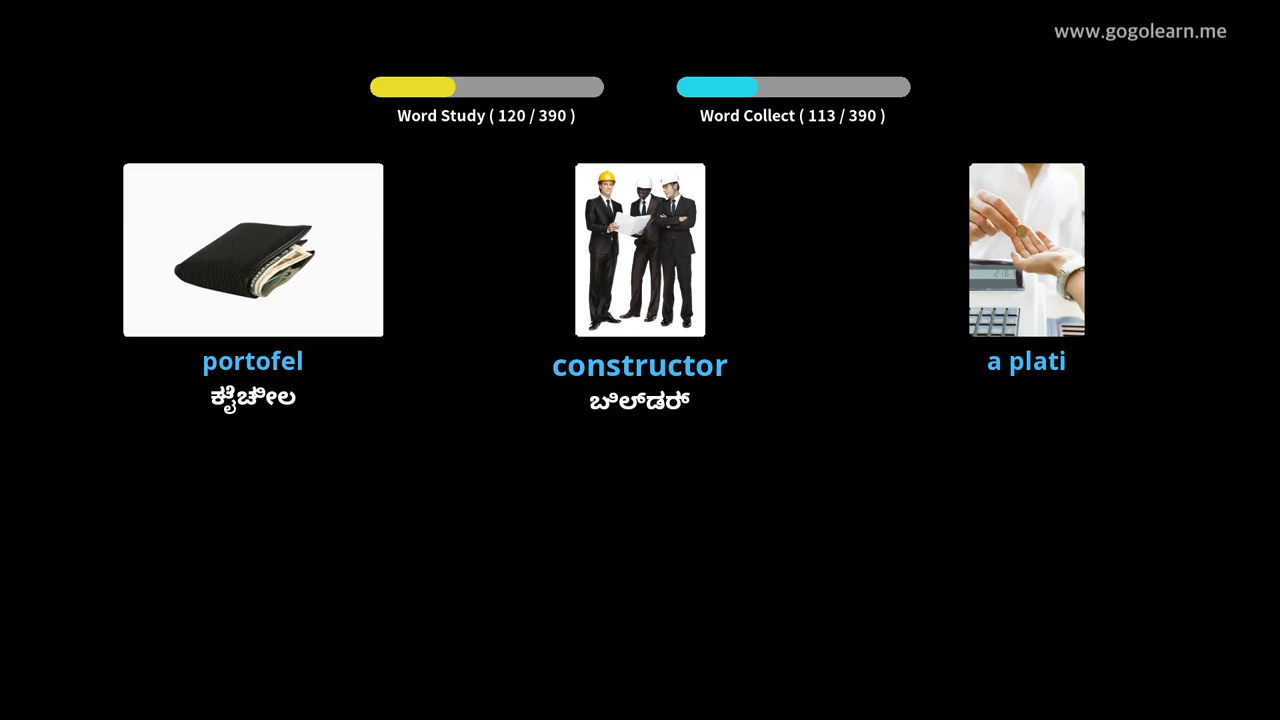 www.gogolearn.me
Word Study ( 120 / 390 )
Word Collect ( 113 / 390 )
portofel
ಕೈಚೀಲ
constructor
ಬಿಲ್ಡರ್
a plati